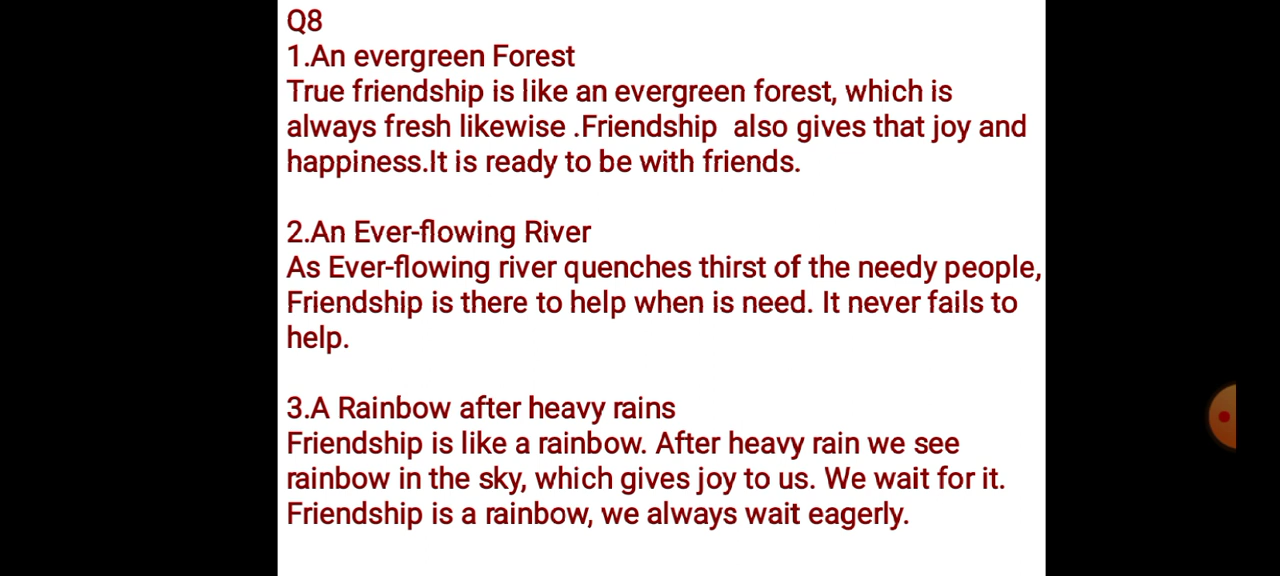 Q8
1.An evergreen Forest
True friendship is like an evergreen forest, which is
always fresh likewise .Friendship  also gives that joy and
happiness.It is ready to be with friends.
2.An Ever-flowing River
As Ever-flowing river quenches thirst of the needy people,
Friendship is there to help when is need. It never fails to
help.
3.A Rainbow after heavy rains
Friendship is like a rainbow. After heavy rain we see
rainbow in the sky, which gives joy to us. We wait for it.
Friendship is a rainbow, we always wait eagerly.